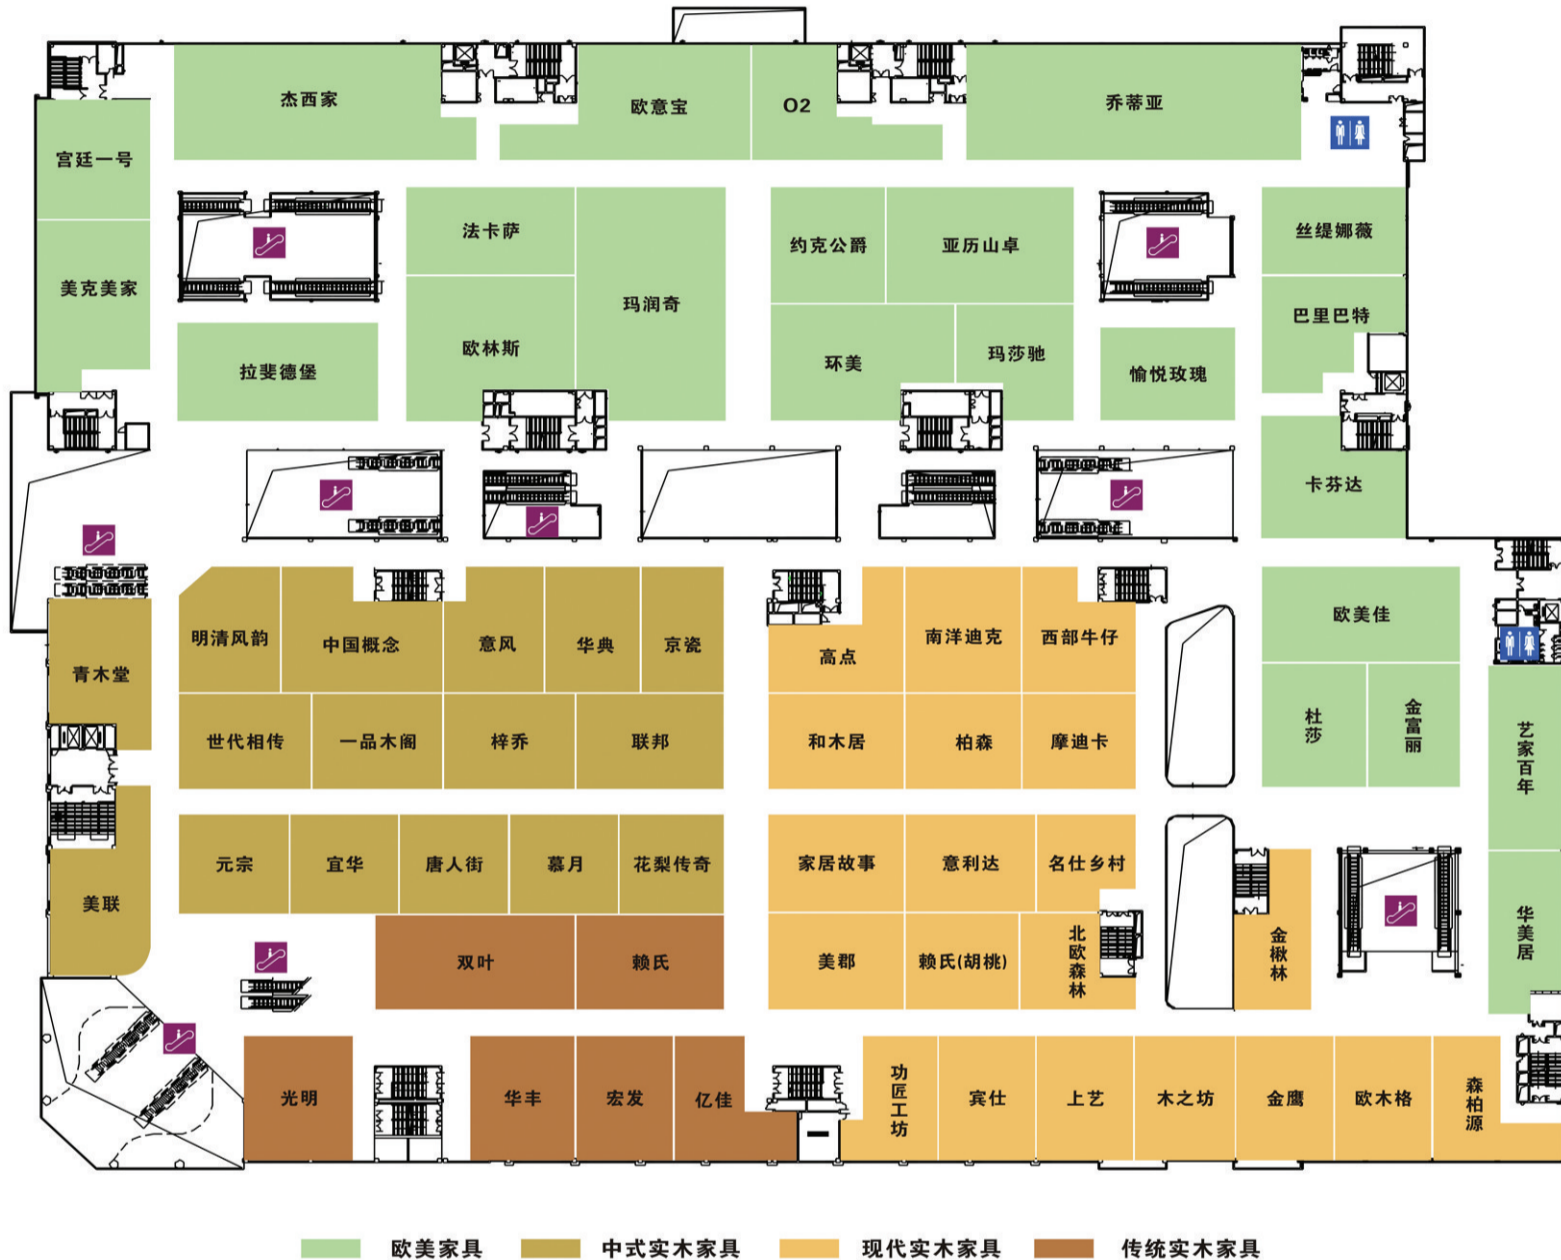 杰西家
欧意宝
O2
乔蒂亚
宫廷一号
美克美家
法卡萨
玛润奇
欧林斯
拉斐德堡
约克公爵
亚历山卓
环美
玛莎驰
愉悦玫瑰
丝缇娜薇
巴里巴特
卡芬达
明清风韵
中国概念
意风
华典
京瓷
青木堂
世代相传
一品木阁
梓乔
联邦
高点
南洋迪克
西部牛仔
和木居
柏森
摩迪卡
欧美佳
杜莎
金富丽
艺家百年
元宗
宜华
唐人街
慕月
花梨传奇
美联
双叶
赖氏
家居故事
意利达
名仕乡村
美郡
赖氏(胡桃)
北欧森林
金楸林
华美居
光明
华丰
宏发
亿佳
功匠工坊
宾仕
上艺
木之坊
金鹰
欧木格
森柏源
欧美家具
中式实木家具
现代实木家具
传统实木家具